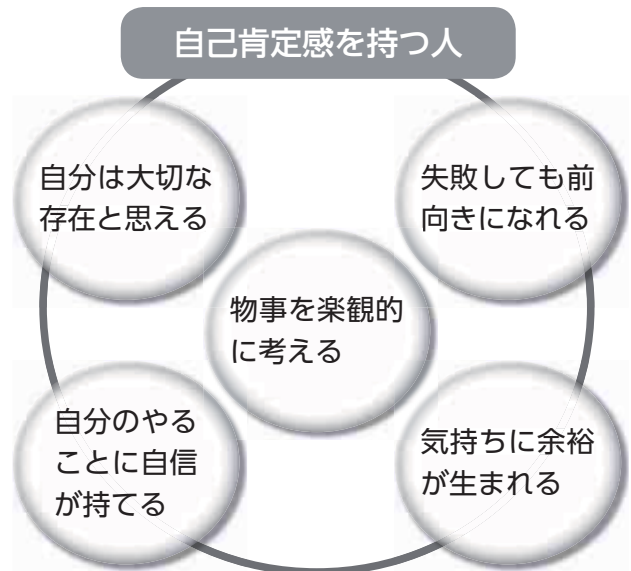 自己肯定感を持つ人
自分は大切な
存在と思える
失敗しても前
向きになれる
物事を楽観的
に考える
自分のやる
ことに自信
が持てる
気持ちに余裕
が生まれる